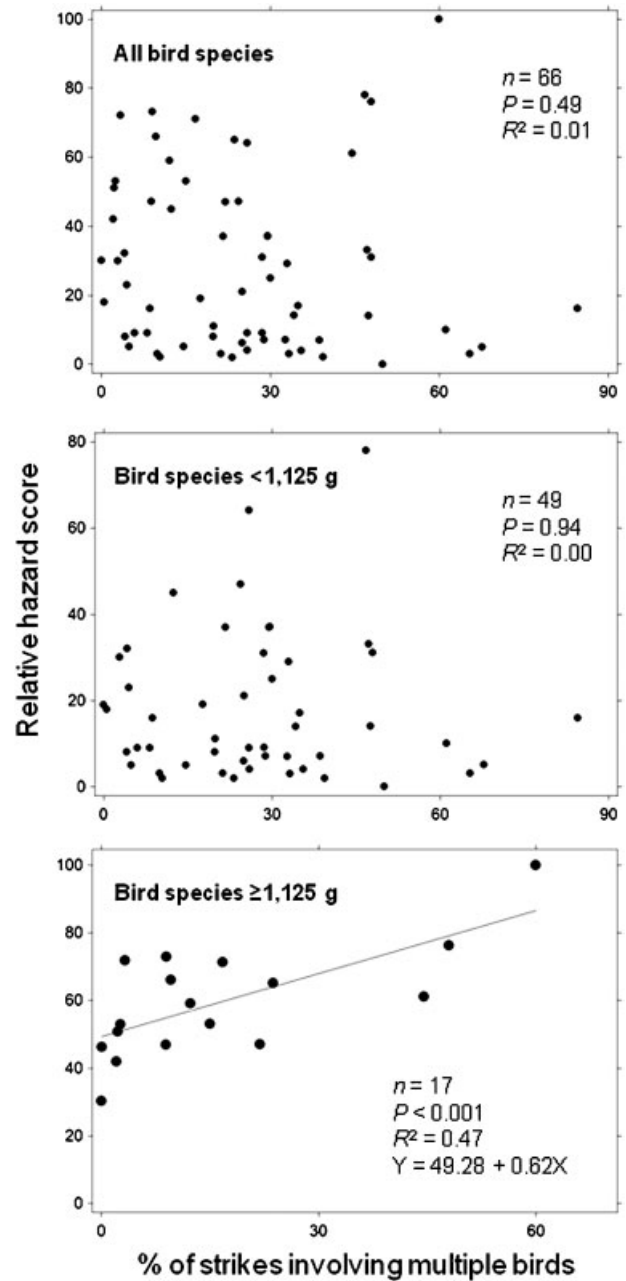 Relative hazard score
100
80
60
40
20
0
All bird species
n = 66
P = 0.49
R² = 0.01
0 30 60 90
80
60
40
20
0
Bird species <1,125 g
n = 49
P = 0.94
R² = 0.00
0 30 60 90
100
80
60
40
20
0
Bird species ≥1,125 g
n = 17
P < 0.001
R² = 0.47
Y = 49.28 + 0.62X
0 30 60
% of strikes involving multiple birds